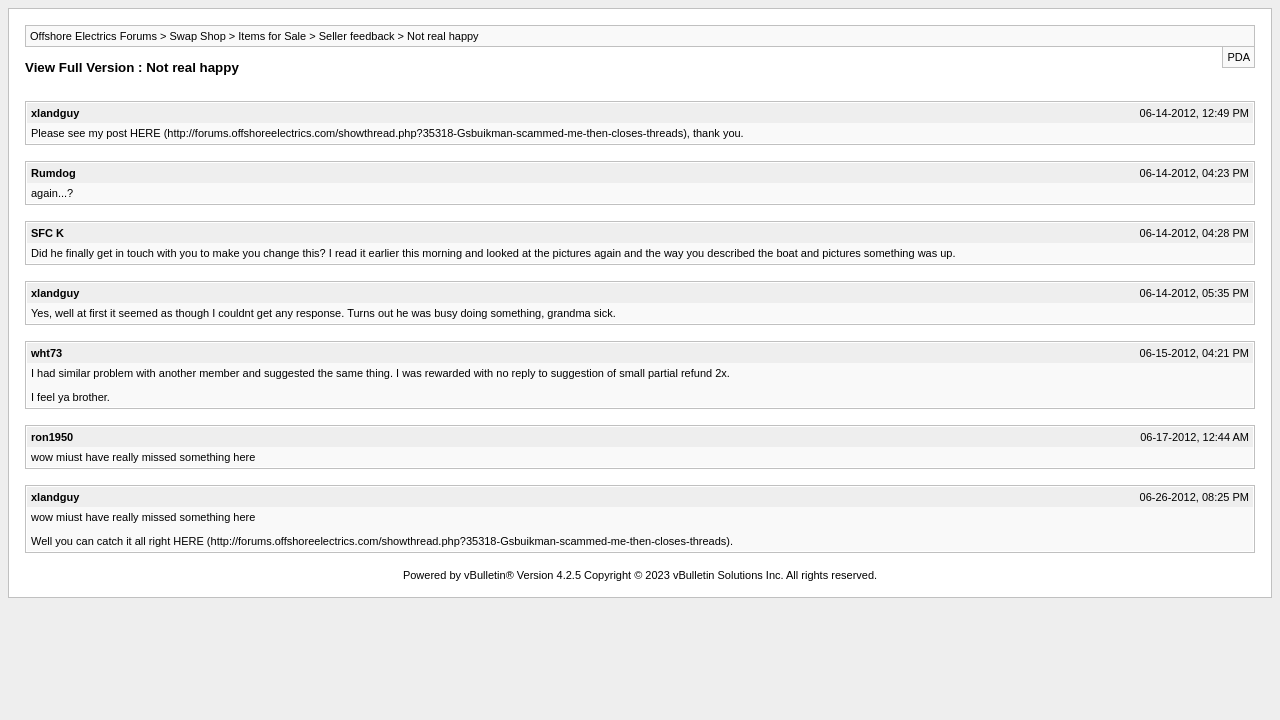 Offshore Electrics Forums > Swap Shop > Items for Sale > Seller feedback > Not real happy
PDA
View Full Version : Not real happy
xlandguy 06-14-2012, 12:49 PM
Please see my post HERE (http://forums.offshoreelectrics.com/showthread.php?35318-Gsbuikman-scammed-me-then-closes-threads), thank you.
Rumdog 06-14-2012, 04:23 PM
again...?
SFC K 06-14-2012, 04:28 PM
Did he finally get in touch with you to make you change this? I read it earlier this morning and looked at the pictures again and the way you described the boat and pictures something was up.
xlandguy 06-14-2012, 05:35 PM
Yes, well at first it seemed as though I couldnt get any response. Turns out he was busy doing something, grandma sick.
wht73 06-15-2012, 04:21 PM
I had similar problem with another member and suggested the same thing. I was rewarded with no reply to suggestion of small partial refund 2x.
I feel ya brother.
ron1950 06-17-2012, 12:44 AM
wow miust have really missed something here
xlandguy 06-26-2012, 08:25 PM
wow miust have really missed something here
Well you can catch it all right HERE (http://forums.offshoreelectrics.com/showthread.php?35318-Gsbuikman-scammed-me-then-closes-threads).
Powered by vBulletin® Version 4.2.5 Copyright © 2023 vBulletin Solutions Inc. All rights reserved.